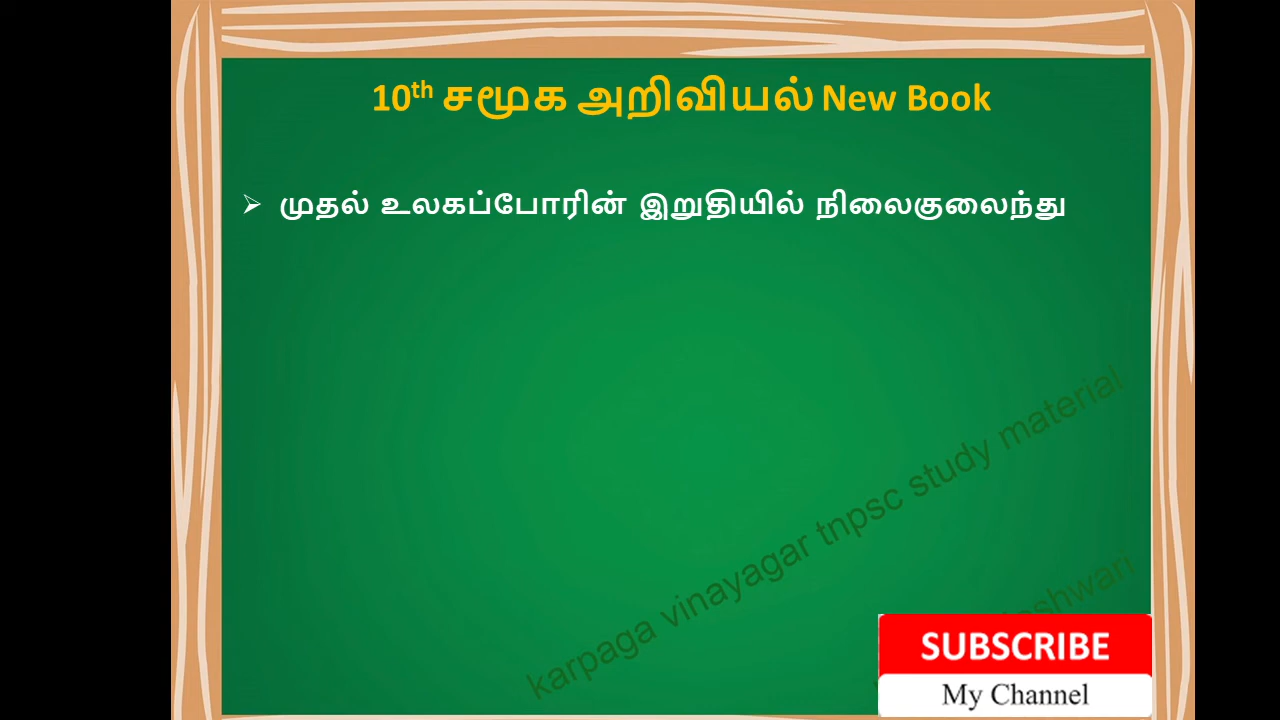 10th சமூக அறிவியல் New Book
➢ முதல் உலகப்போரின் இறுதியில் நிலைகுலைந்து
karpaga vinayagar tnpsc study material
SUBSCRIBE
My Channel